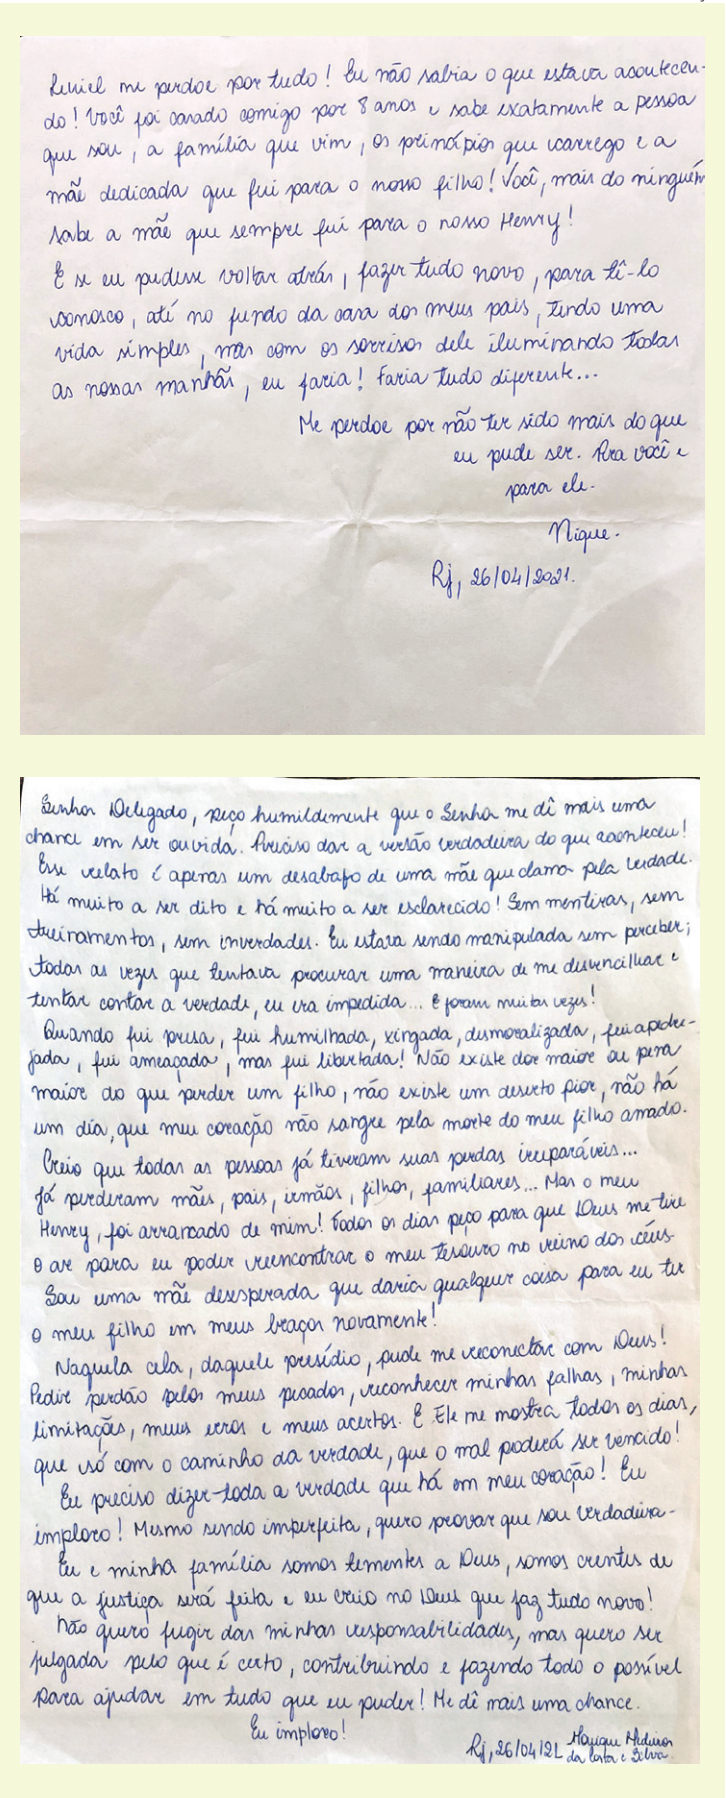 Leniel me perdoe por tudo! Eu não sabia o que estava acontecen-
do! Você foi casado comigo por 8 anos e sabe exatamente a pessoa
que sou, a família que vim, os princípios que carrego e a
mãe dedicada que fui para o nosso filho! Você, mais do ninguém
sabe a mãe que sempre fui para o nosso Henry!
E se eu pudesse voltar atrás, fazer tudo novo, para tê-lo
conosco, até no fundo da casa dos meus pais, tendo uma
vida simples, mas com os sorrisos dele iluminando todas
as nossas manhãs, eu faria! Faria tudo diferente...
Me perdoe por não ter sido mais do que
eu pude ser. Pra você e
para ele.
Nique.
Rj, 26/04/2021.
Senhor Delegado, peço humildemente que o Senhor me dê mais uma
chance em ser ouvida. Preciso dar a versão verdadeira do que aconteceu!
Esse relato é apenas um desabafo de uma mãe que clama pela verdade.
Há muito a ser dito e há muito a ser esclarecido! Sem mentiras, sem
treinamentos, sem inverdades. Eu estava sendo manipulada sem perceber;
todas as vezes que tentava procurar uma maneira de me desvencilhar e
tentar contar a verdade, eu era impedida... E foram muitas vezes!
Quando fui presa, fui humilhada, xingada, desmoralizada, fui apedre-
jada, fui ameaçada, mas fui libertada! Não existe dor maior ou pena
maior do que perder um filho, não existe um deserto pior, não há
um dia, que meu coração não sangre pela morte do meu filho amado.
Creio que todas as pessoas já tiveram suas perdas irreparáveis...
Já perderam mães, pais, irmãos, filhos, familiares... Mas o meu
Henry, foi arrancado de mim! Todos os dias peço para que Deus me tire
o ar para eu poder reencontrar o meu tesouro no reino dos céus.
Sou uma mãe desesperada que daria qualquer coisa para eu ter
o meu filho em meus braços novamente!
Naquela cela, daquele presídio, pude me reconectar com Deus!
Pedir perdão pelos meus pecados, reconhecer minhas falhas, minhas
limitações, meus erros e meus acertos. E Ele me mostra todos os dias,
que só com o caminho da verdade, que o mal poderá ser vencido!
Eu preciso dizer toda a verdade que há em meu coração! Eu
imploro! Mesmo sendo imperfeita, quero provar que sou verdadeira.
Eu e minha família somos tementes a Deus, somos crentes de
que a justiça será feita e eu creio no Deus que faz tudo novo!
Não quero fugir das minhas responsabilidades, mas quero ser
julgada pelo que é certo, contribuindo e fazendo todo o possível
para ajudar em tudo que eu puder! Me dê mais uma chance.
Eu imploro!
Rj, 26/04/21 Monique Medeiros
da Costa e Silva.